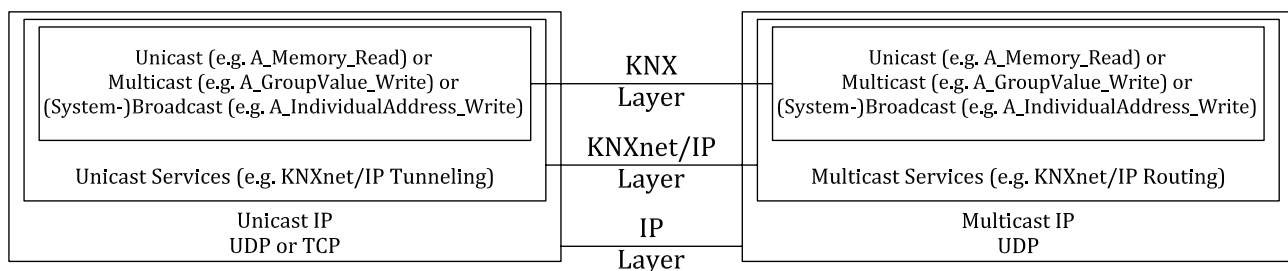 Unicast (e.g. A_Memory_Read) or
Multicast (e.g. A_GroupValue_Write) or
(System-)Broadcast (e.g. A_IndividualAddress_Write)
Unicast Services (e.g. KNXnet/IP Tunneling)
Unicast IP
UDP or TCP
KNX
Layer
KNXnet/IP
Layer
IP
Layer
Unicast (e.g. A_Memory_Read) or
Multicast (e.g. A_GroupValue_Write) or
(System-)Broadcast (e.g. A_IndividualAddress_Write)
Multicast Services (e.g. KNXnet/IP Routing)
Multicast IP
UDP